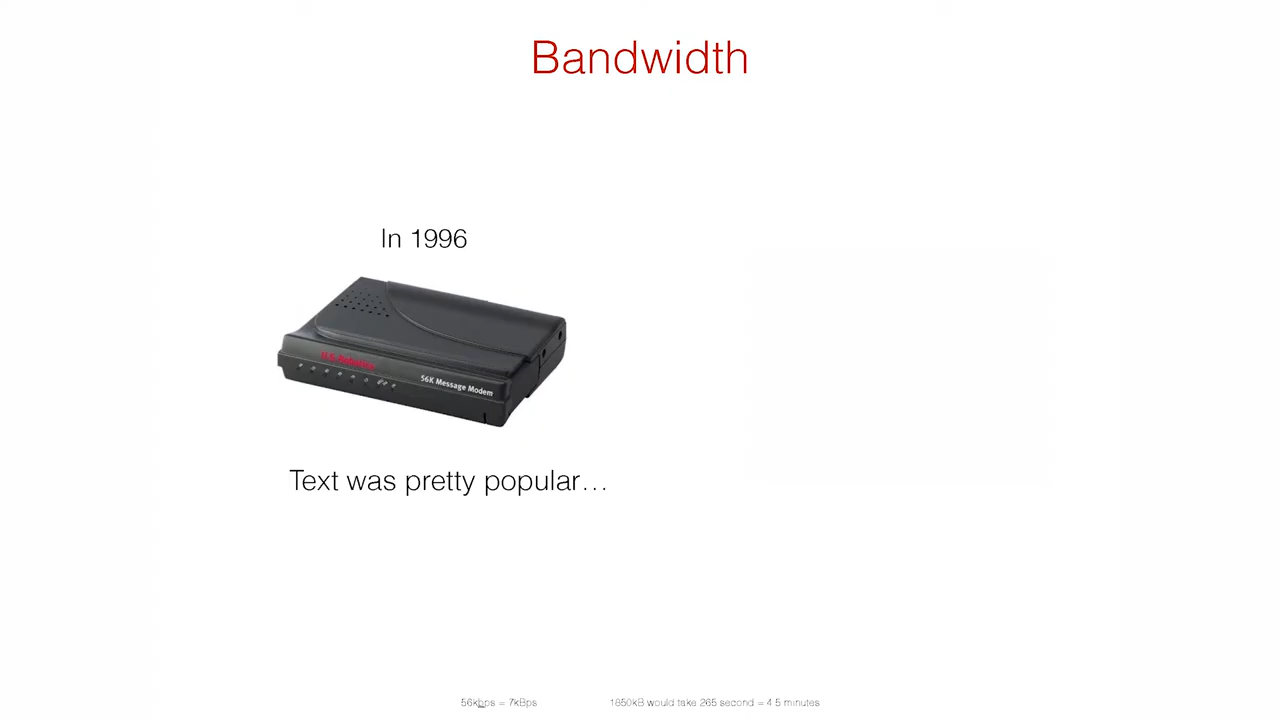 Bandwidth
In 1996
U.S. Robotics
56K Message Modem
Text was pretty popular…
56kbps = 7kBps
1850kB would take 265 second = 4.5 minutes